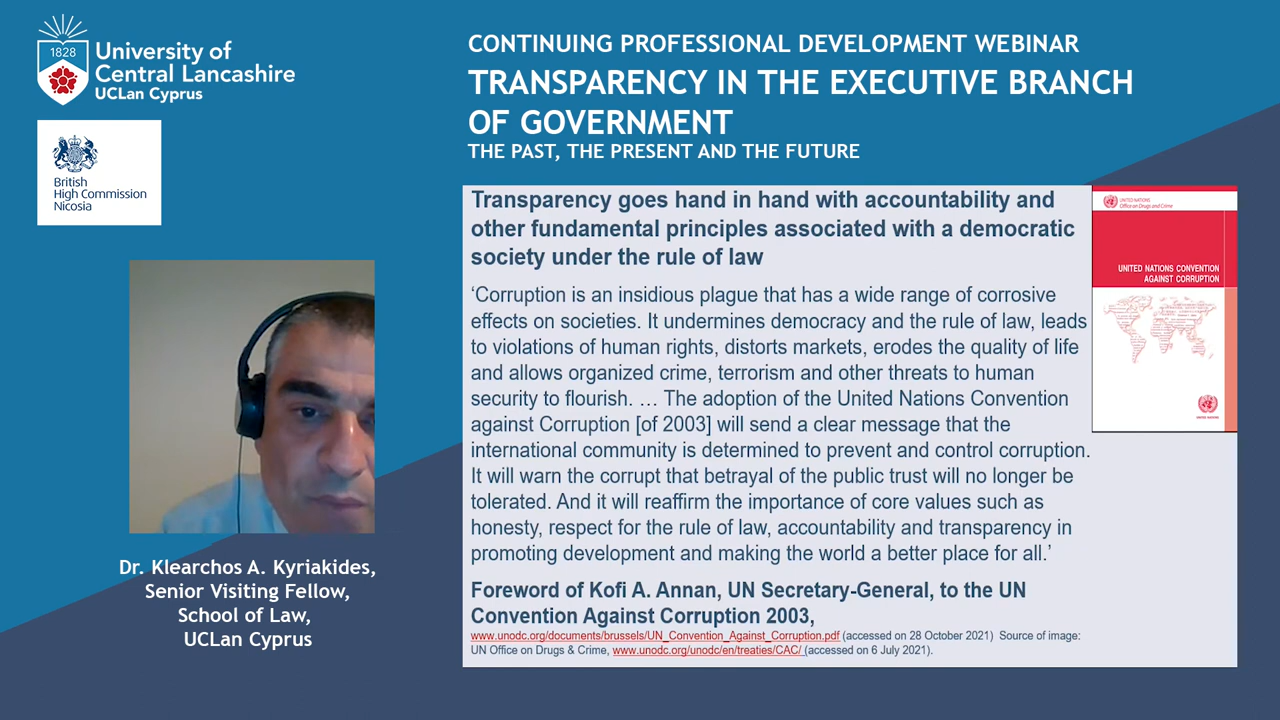 1828
University of
Central Lancashire
UCLan Cyprus
British
High Commission
Nicosia
CONTINUING PROFESSIONAL DEVELOPMENT WEBINAR
TRANSPARENCY IN THE EXECUTIVE BRANCH
OF GOVERNMENT
THE PAST, THE PRESENT AND THE FUTURE
Transparency goes hand in hand with accountability and
other fundamental principles associated with a democratic
society under the rule of law
‘Corruption is an insidious plague that has a wide range of corrosive
effects on societies. It undermines democracy and the rule of law, leads
to violations of human rights, distorts markets, erodes the quality of life
and allows organized crime, terrorism and other threats to human
security to flourish. … The adoption of the United Nations Convention
against Corruption [of 2003] will send a clear message that the
international community is determined to prevent and control corruption.
It will warn the corrupt that betrayal of the public trust will no longer be
tolerated. And it will reaffirm the importance of core values such as
honesty, respect for the rule of law, accountability and transparency in
promoting development and making the world a better place for all.’
Foreword of Kofi A. Annan, UN Secretary-General, to the UN
Convention Against Corruption 2003,
www.unodc.org/documents/brussels/UN_Convention_Against_Corruption.pdf (accessed on 28 October 2021) Source of image:
UN Office on Drugs & Crime, www.unodc.org/unodc/en/treaties/CAC/ (accessed on 6 July 2021).
UNITED NATIONS
Office on Drugs and Crime
UNITED NATIONS CONVENTION
AGAINST CORRUPTION
UNITED NATIONS
Dr. Klearchos A. Kyriakides,
Senior Visiting Fellow,
School of Law,
UCLan Cyprus